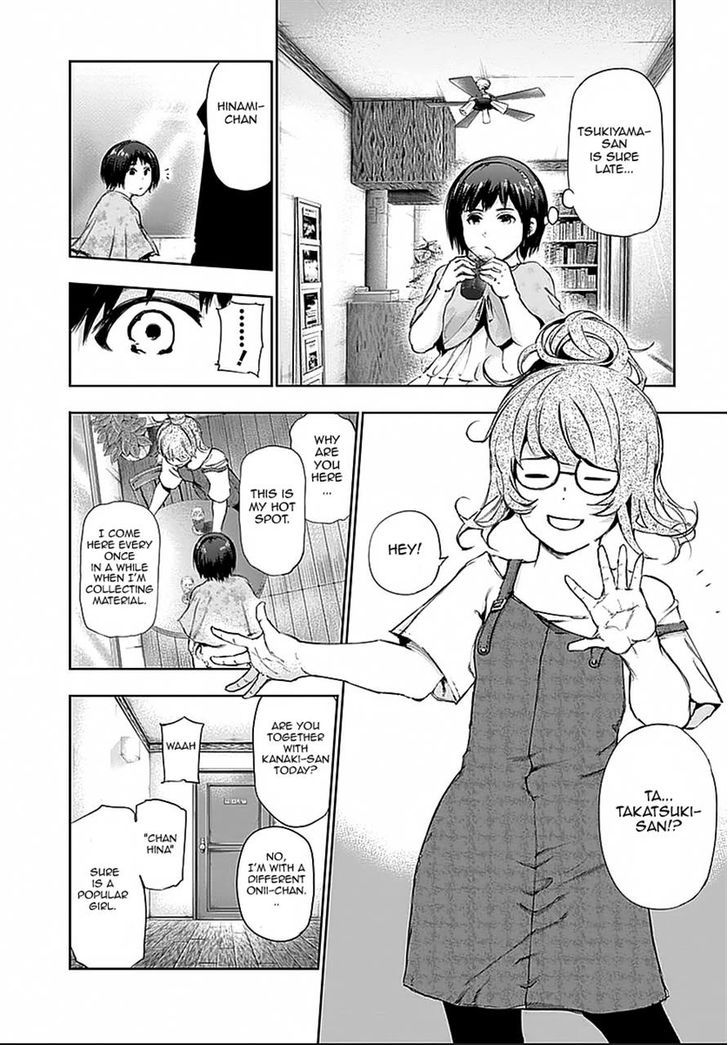 TSUKIYAMA-
SAN
IS SURE
LATE...
HINAMI-
CHAN
......!
HEY!
TA...
TAKATSUKI-
SAN!?
WHY
ARE
YOU
HERE
...
THIS IS
MY HOT
SPOT.
I COME
HERE EVERY
ONCE
IN A WHILE
WHEN I'M
COLLECTING
MATERIAL.
ARE YOU
TOGETHER
WITH
KANAKI-SAN
TODAY?
NO,
I'M WITH A
DIFFERENT
ONII-CHAN.
..
WAAH
"CHAN
HINA"
SURE
IS A
POPULAR
GIRL.